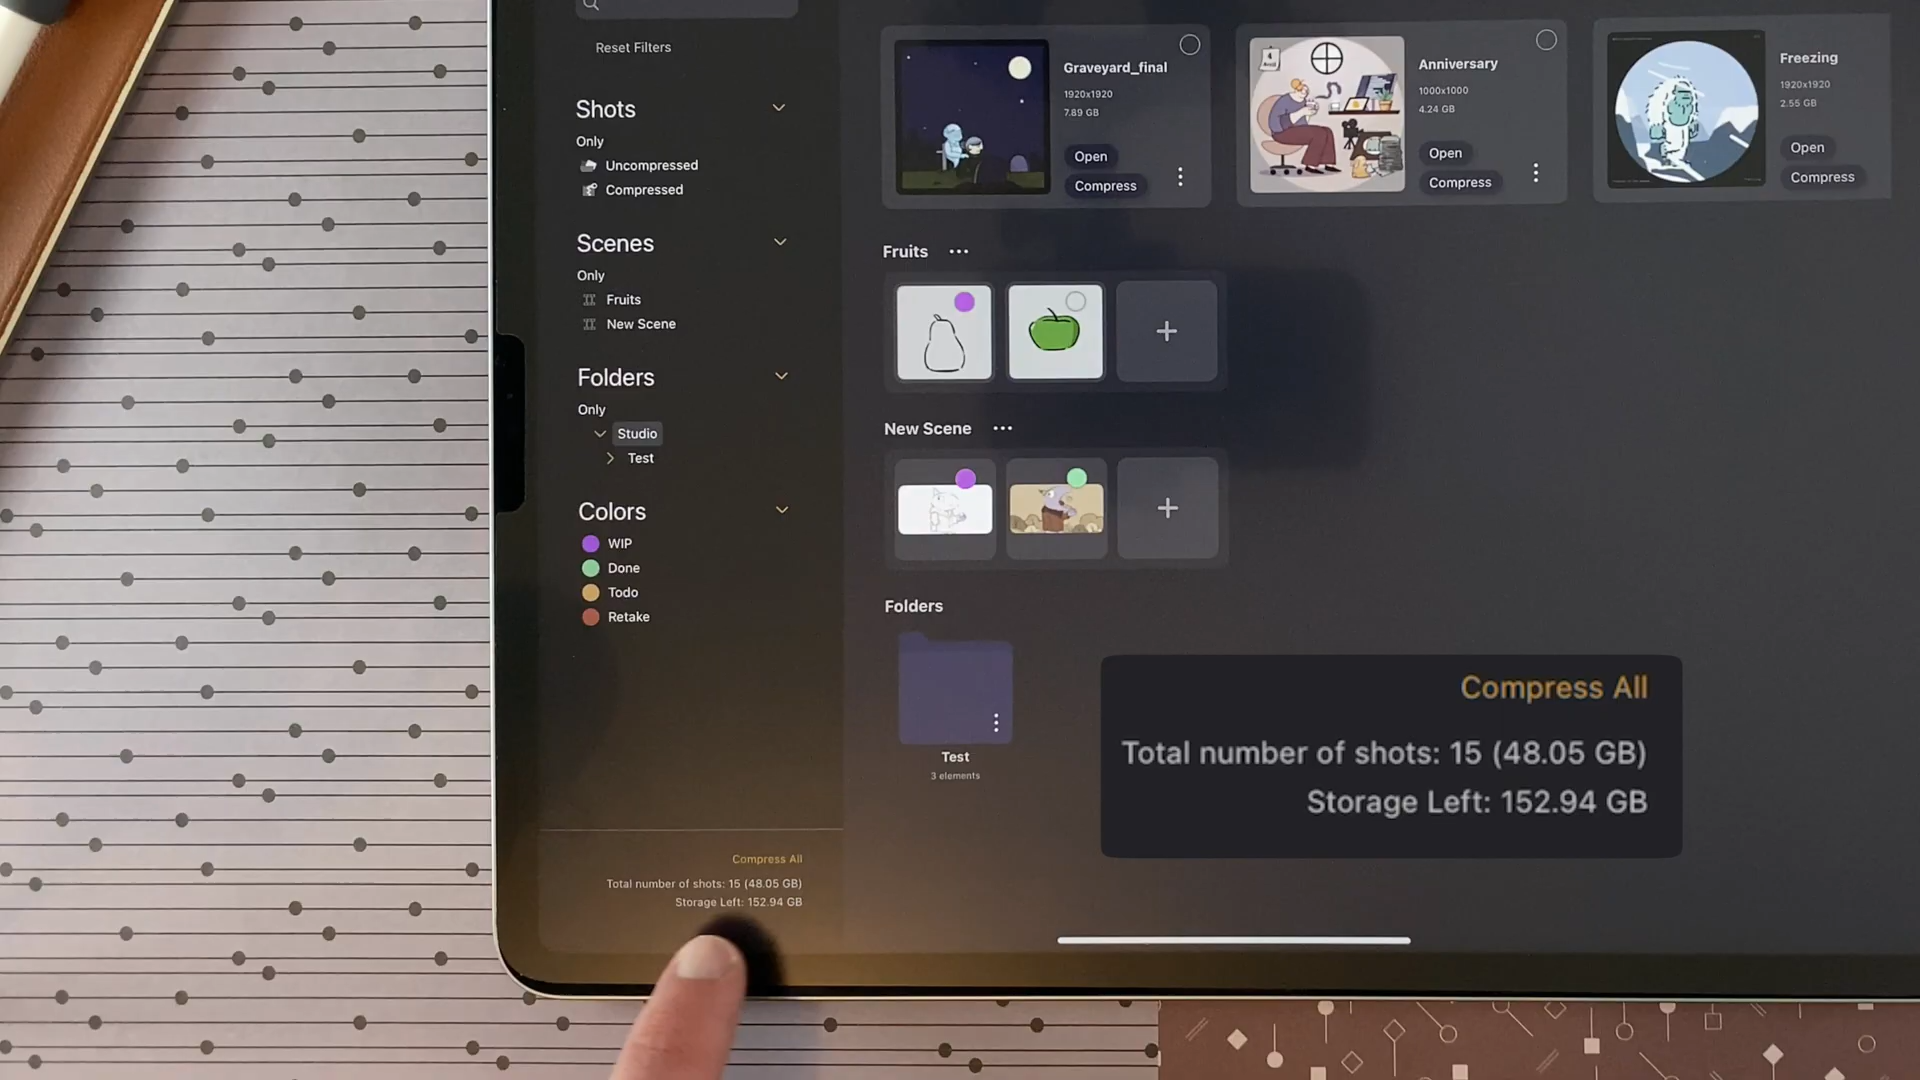 Reset Filters
Shots
Only
Uncompressed
Compressed
Scenes
Only
Fruits
New Scene
Folders
Only
Studio
Test
Colors
WIP
Done
Todo
Retake
Compress All
Total number of shots: 15 (48.05 GB)
Storage Left: 152.94 GB
Graveyard_final
1920x1920
7.89 GB
Open
Compress
Anniversary
1000x1000
4.24 GB
Open
Compress
Freezing
1920x1920
2.55 GB
Open
Compress
Fruits
New Scene
Folders
Test
3 elements
Compress All
Total number of shots: 15 (48.05 GB)
Storage Left: 152.94 GB